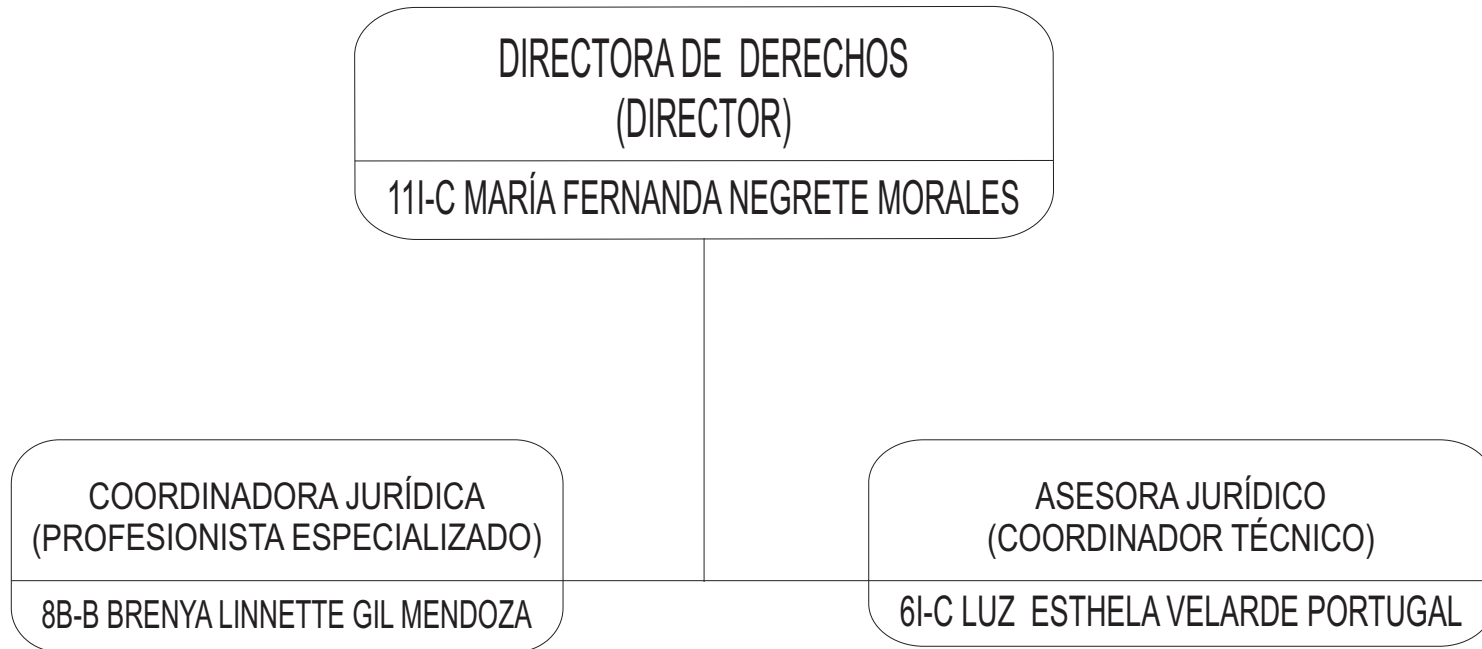 DIRECTORA DE DERECHOS
(DIRECTOR)
11I-C MARÍA FERNANDA NEGRETE MORALES
COORDINADORA JURÍDICA
(PROFESIONISTA ESPECIALIZADO)
8B-B BRENYA LINNETTE GIL MENDOZA
ASESORA JURÍDICO
(COORDINADOR TÉCNICO)
6I-C LUZ ESTHELA VELARDE PORTUGAL